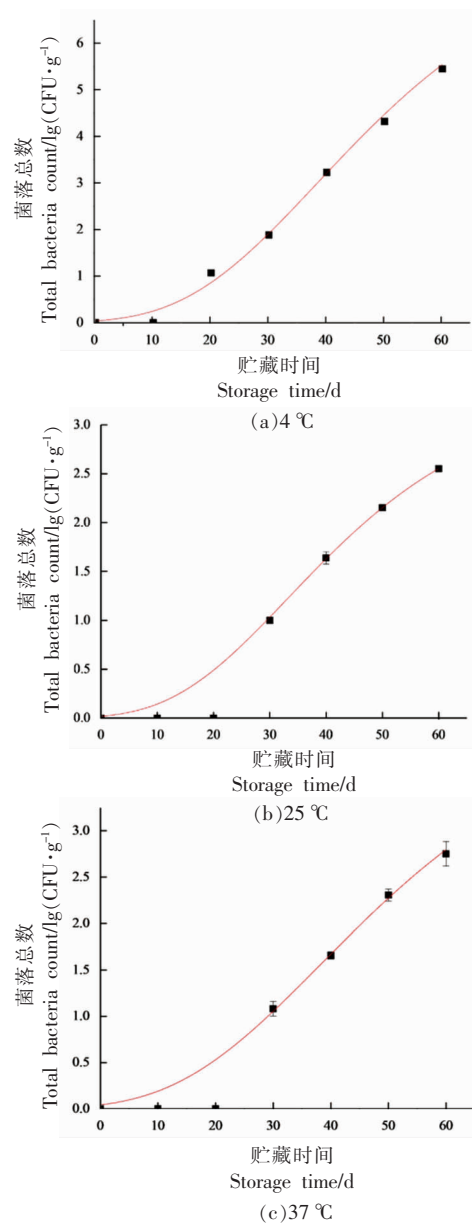 6
5
4
3
2
1
0
菌落总数
Total bacteria count/lg(CFU·g⁻¹)
0 10 20 30 40 50 60
贮藏时间
Storage time/d
(a)4 ℃
3.0
2.5
2.0
1.5
1.0
0.5
0.0
菌落总数
Total bacteria count/lg(CFU·g⁻¹)
0 10 20 30 40 50 60
贮藏时间
Storage time/d
(b)25 ℃
3.0
2.5
2.0
1.5
1.0
0.5
0.0
菌落总数
Total bacteria count/lg(CFU·g⁻¹)
0 10 20 30 40 50 60
贮藏时间
Storage time/d
(c)37 ℃